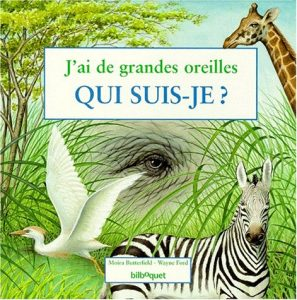 J'ai de grandes oreilles
QUI SUIS-JE ?
Moira Butterfield - Wayne Ford
bilboquet